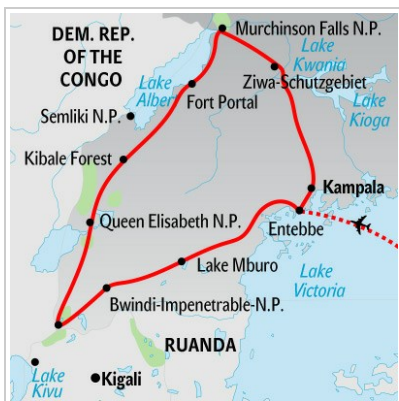 Murchinson Falls N.P.
DEM. REP.
OF THE
CONGO
Lake
Kwania
Lake
Albert
Ziwa-Schutzgebiet
Fort Portal
Lake
Kioga
Semliki N.P.
Kibale Forest
Kampala
Queen Elisabeth N.P.
Entebbe
Lake Mburo
Lake
Victoria
Bwindi-Impenetrable-N.P.
RUANDA
Lake
Kivu
Kigali